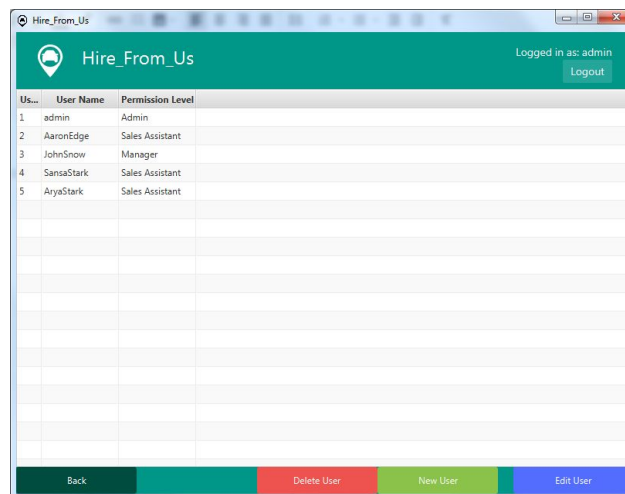 Hire_From_Us
Hire_From_Us
Logged in as: admin
Logout
Us... User Name Permission Level
1 admin Admin
2 AaronEdge Sales Assistant
3 JohnSnow Manager
4 SansaStark Sales Assistant
5 AryaStark Sales Assistant
Back Delete User New User Edit User